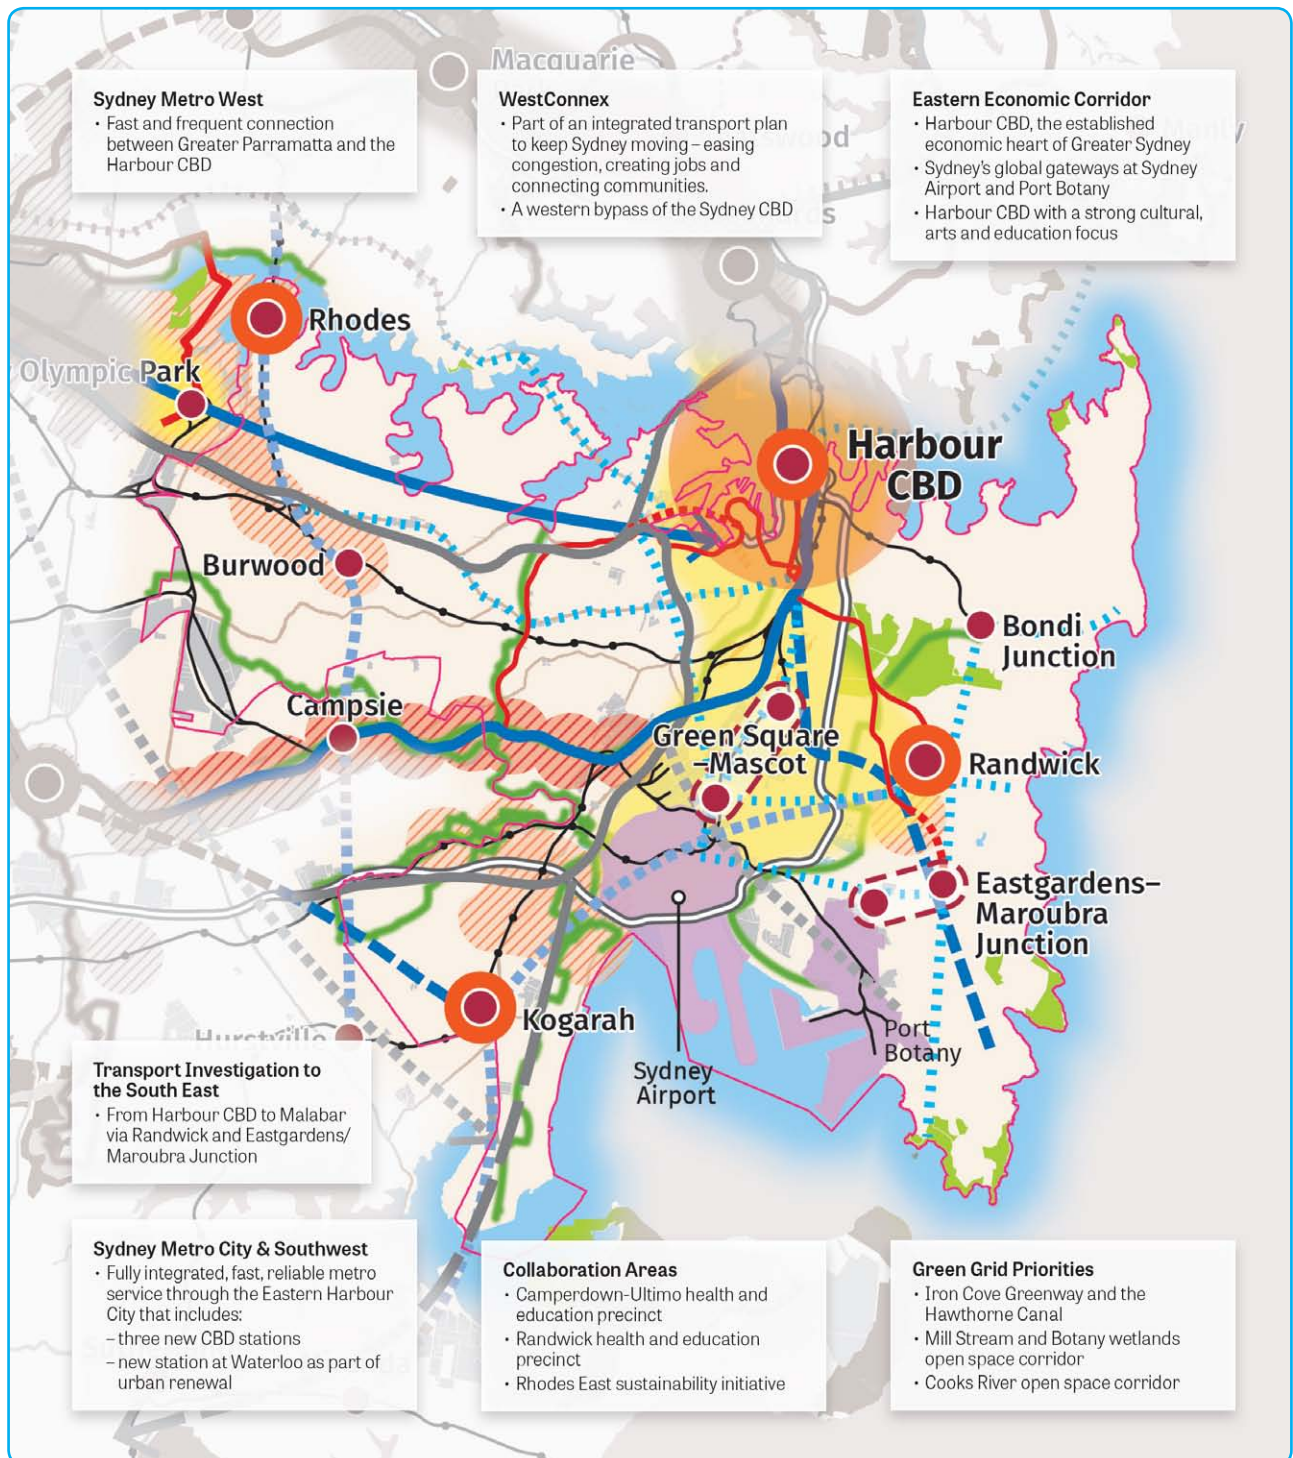 Macquarie
Sydney Metro West
• Fast and frequent connection
between Greater Parramatta and the
Harbour CBD
WestConnex
• Part of an integrated transport plan
to keep Sydney moving – easing
congestion, creating jobs and
connecting communities.
• A western bypass of the Sydney CBD
Eastern Economic Corridor
• Harbour CBD, the established
economic heart of Greater Sydney
• Sydney's global gateways at Sydney
Airport and Port Botany
• Harbour CBD with a strong cultural,
arts and education focus
Manly
Rhodes
Olympic Park
Harbour
CBD
Burwood
Bondi
Junction
Campsie
Green Square
–Mascot
Randwick
Eastgardens–
Maroubra
Junction
Kogarah
Port
Botany
Sydney
Airport
Hurstville
Transport Investigation to
the South East
• From Harbour CBD to Malabar
via Randwick and Eastgardens/
Maroubra Junction
Sydney Metro City & Southwest
• Fully integrated, fast, reliable metro
service through the Eastern Harbour
City that includes:
– three new CBD stations
– new station at Waterloo as part of
urban renewal
Collaboration Areas
• Camperdown-Ultimo health and
education precinct
• Randwick health and education
precinct
• Rhodes East sustainability initiative
Green Grid Priorities
• Iron Cove Greenway and the
Hawthorne Canal
• Mill Stream and Botany wetlands
open space corridor
• Cooks River open space corridor